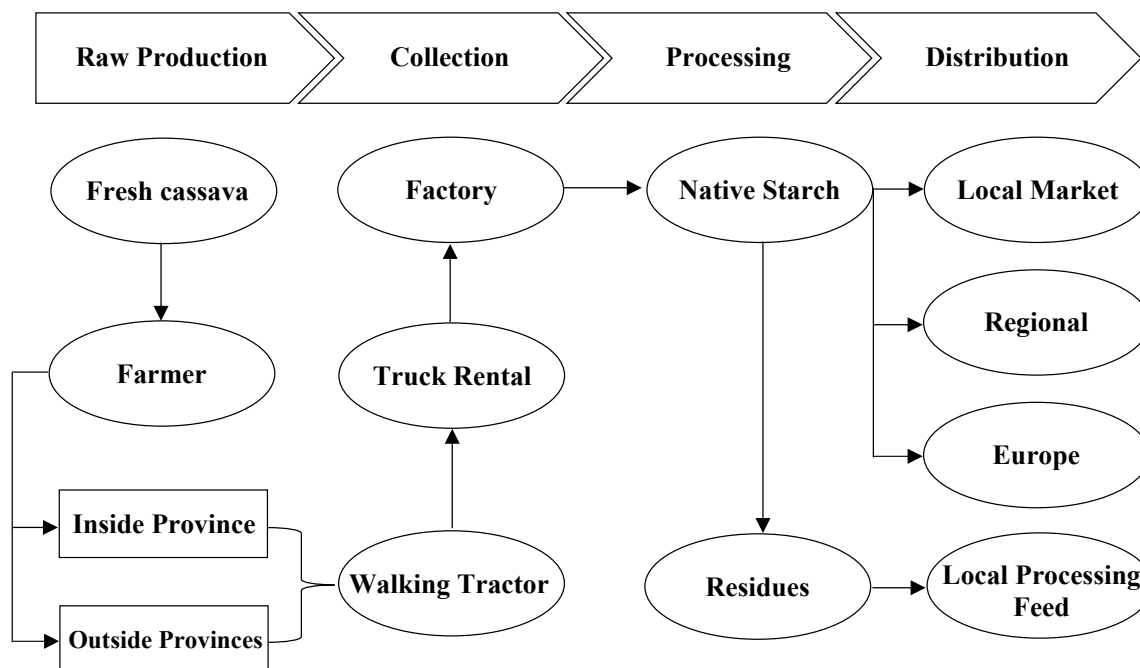 Raw Production
Collection
Processing
Distribution
Fresh cassava
Factory
Native Starch
Local Market
Farmer
Truck Rental
Regional
Europe
Inside Province
Outside Provinces
Walking Tractor
Residues
Local Processing
Feed